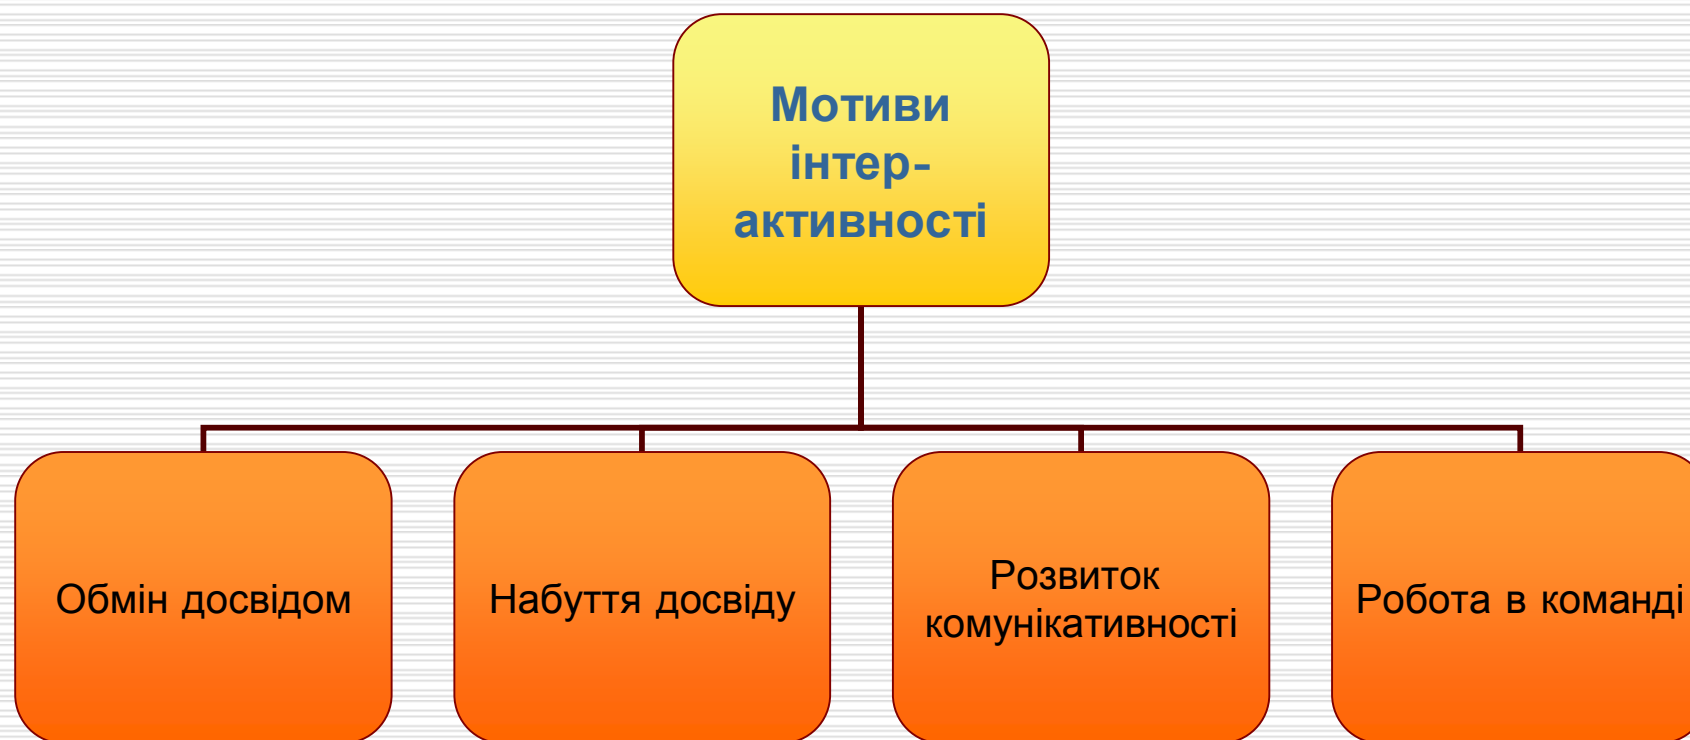 Мотиви
інтер-
активності
Обмін досвідом
Набуття досвіду
Розвиток
комунікативності
Робота в команді